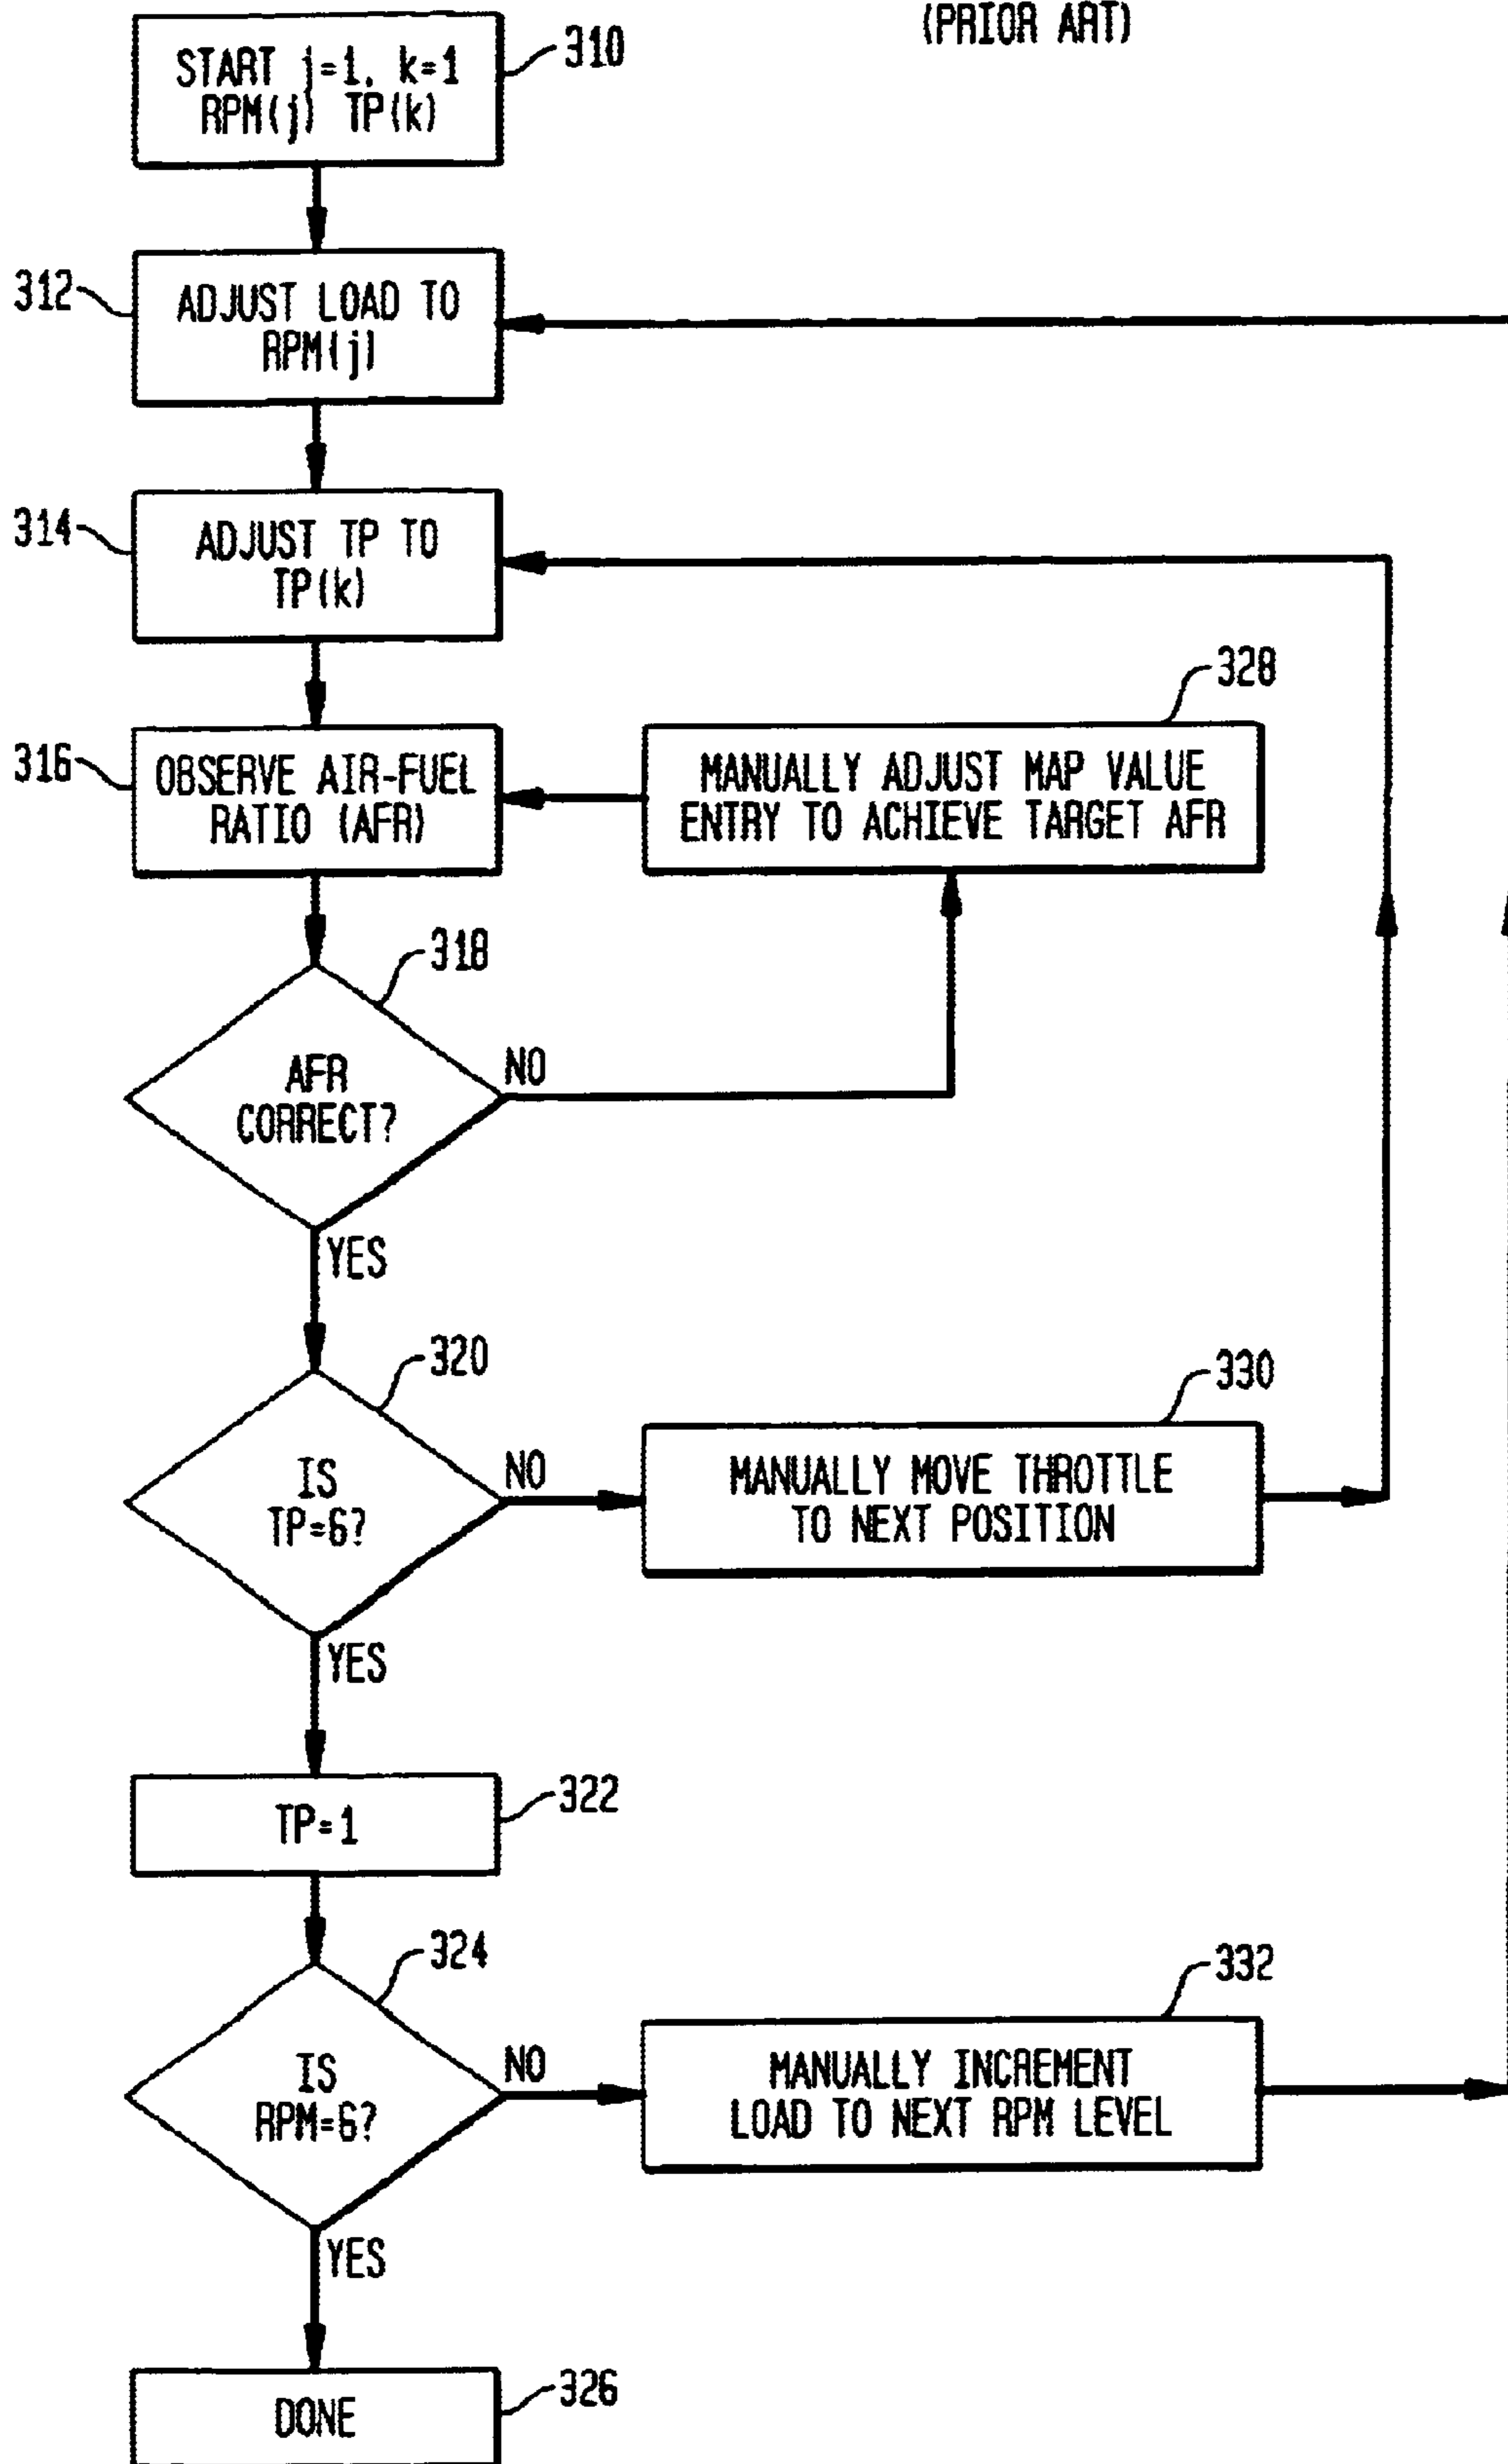 (PRIOR ART)
START j=1, k=1
RPM(j) TP(k)
310
312
ADJUST LOAD TO
RPM(j)
314
ADJUST TP TO
TP(k)
316
OBSERVE AIR-FUEL
RATIO (AFR)
328
MANUALLY ADJUST MAP VALUE
ENTRY TO ACHIEVE TARGET AFR
318
AFR
CORRECT?
NO
YES
320
IS
TP=6?
NO
330
MANUALLY MOVE THROTTLE
TO NEXT POSITION
YES
TP=1
322
324
IS
RPM=6?
NO
332
MANUALLY INCREMENT
LOAD TO NEXT RPM LEVEL
YES
DONE
326